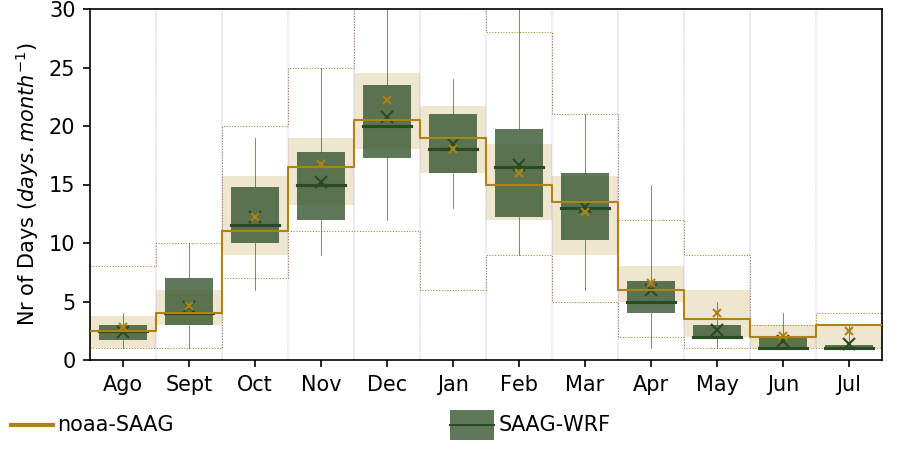 30
25
20
15
10
5
0
Nr of Days (days.month⁻¹)
Ago Sept Oct Nov Dec Jan Feb Mar Apr May Jun Jul
noaa-SAAG SAAG-WRF